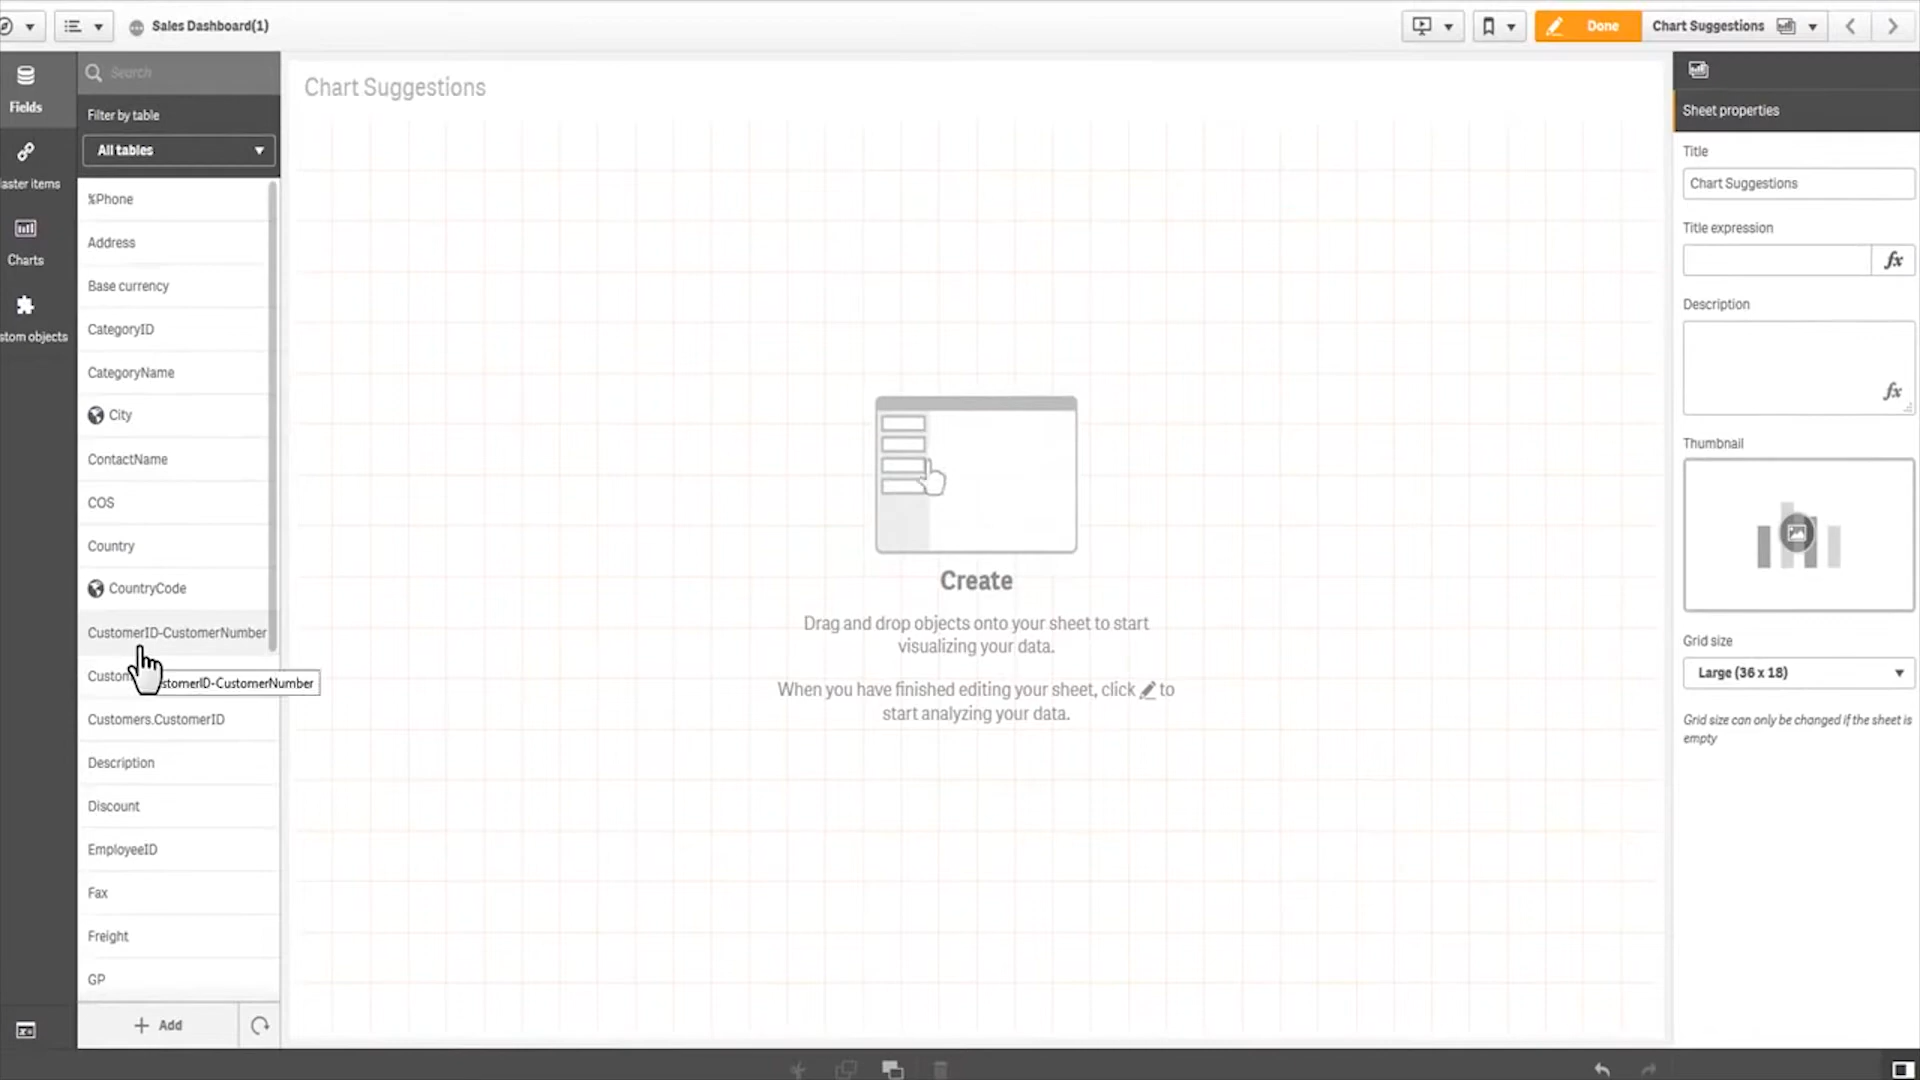 Sales Dashboard(1)
Done
Chart Suggestions
Fields
aster items
Charts
stom objects
Search
Filter by table
All tables
%Phone
Address
Base currency
CategoryID
CategoryName
City
ContactName
COS
Country
CountryCode
CustomerID-CustomerNumber
Custom
stomerID-CustomerNumber
Customers.CustomerID
Description
Discount
EmployeeID
Fax
Freight
GP
Add
Chart Suggestions
Create
Drag and drop objects onto your sheet to start
visualizing your data.
When you have finished editing your sheet, click to
start analyzing your data.
Sheet properties
Title
Chart Suggestions
Title expression
fx
Description
fx
Thumbnail
Grid size
Large (36 x 18)
Grid size can only be changed if the sheet is
empty